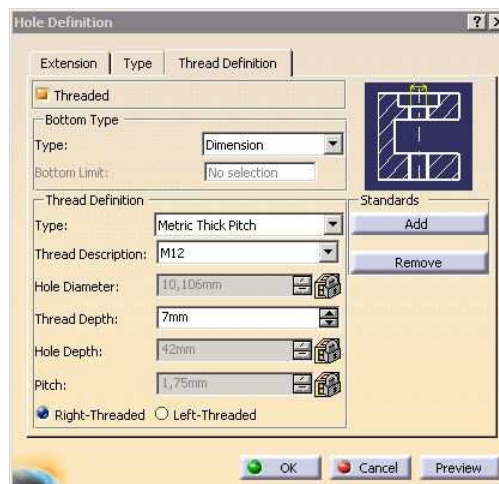 Hole Definition
Extension Type Thread Definition
Threaded
Bottom Type
Type: Dimension
Bottom Limit: No selection
Thread Definition
Type: Metric Thick Pitch
Thread Description: M12
Hole Diameter: 10,106mm
Thread Depth: 7mm
Hole Depth: 42mm
Pitch: 1,75mm
Right-Threaded Left-Threaded
Standards
Add
Remove
OK Cancel Preview